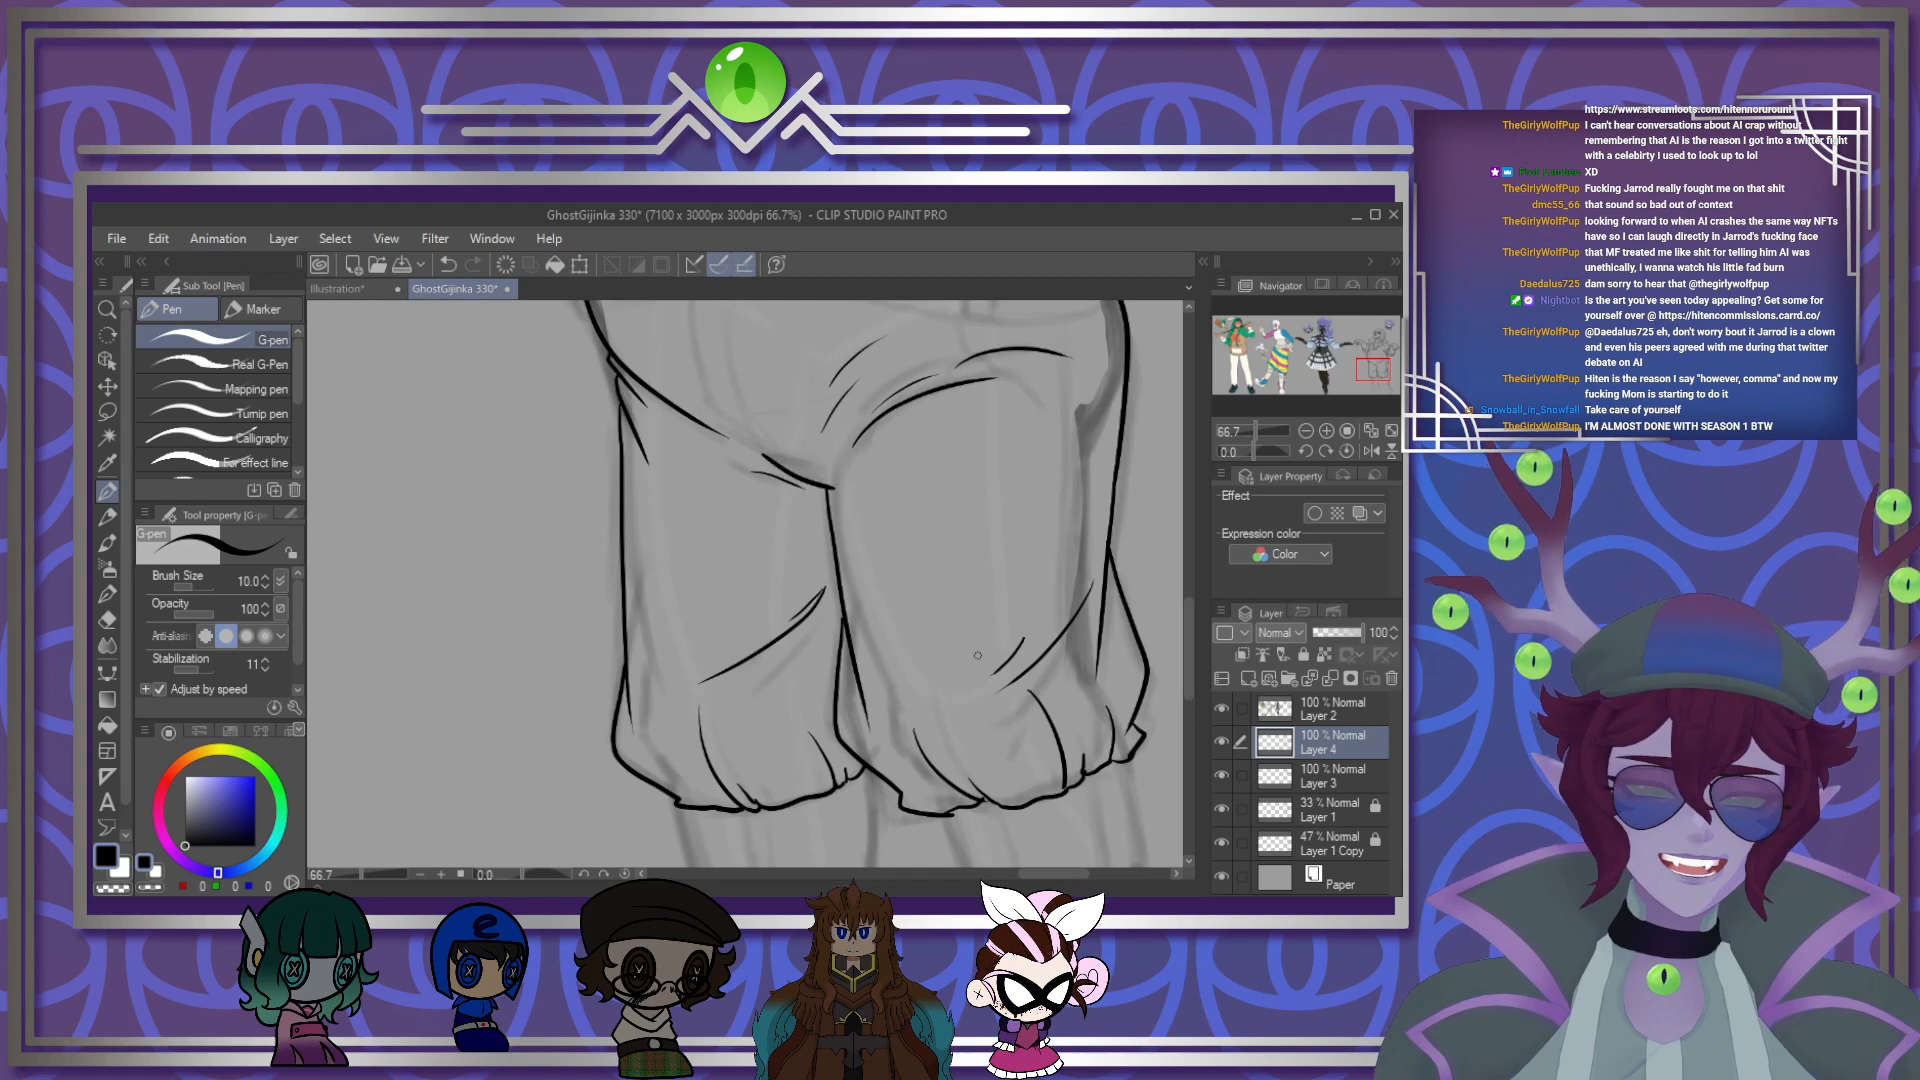 https://www.streamloots.com/hitennorurouni
TheGirlyWolfPup I can't hear conversations about AI crap without
remembering that AI is the reason I got into a twitter fight
with a celebirty I used to look up to lol
XD
TheGirlyWolfPup Fucking Jarrod really fought me on that shit
dmc55_66 that sound so bad out of context
TheGirlyWolfPup looking forward to when AI crashes the same way NFTs
have so I can laugh directly in Jarrod's fucking face
TheGirlyWolfPup that MF treated me like shit for telling him AI was
unethically, I wanna watch his little fad burn
Daedalus725 dam sorry to hear that @thegirlywolfpup
Nightbot Is the art you've seen today appealing? Get some for
yourself over @ https://hitencommissions.carrd.co/
TheGirlyWolfPup @Daedalus725 eh, don't worry bout it Jarrod is a clown
and even his peers agreed with me during that twitter
debate on AI
TheGirlyWolfPup Hiten is the reason I say "however, comma" and now my
fucking Mom is starting to do it
Snowball_in_Snowfall Take care of yourself
TheGirlyWolfPup I'M ALMOST DONE WITH SEASON 1 BTW
GhostGijinka 330* (7100 x 3000px 300dpi 66.7%) - CLIP STUDIO PAINT PRO
File Edit Animation Layer Select View Filter Window Help
Sub Tool [Pen]
Illustration* GhostGijinka 330*
Pen Marker
G-pen
Real G-Pen
Mapping pen
Turnip pen
Calligraphy
For effect line
Tool property [G-pe
G-pen
Brush Size 10.0
Opacity 100
Anti-aliasin
Stabilization 11
Adjust by speed
0 0 0
66.7 0.0
Navigator
66.7
0.0
Layer Property
Effect
Expression color
Color
Layer
Normal 100
100 % Normal
Layer 2
100 % Normal
Layer 4
100 % Normal
Layer 3
33 % Normal
Layer 1
47 % Normal
Layer 1 Copy
Paper